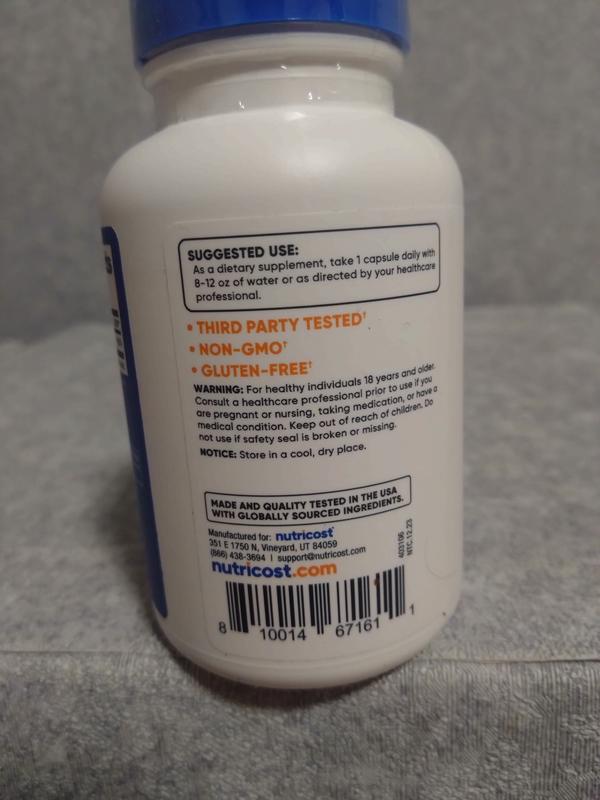 SUGGESTED USE:
As a dietary supplement, take 1 capsule daily with
8-12 oz of water or as directed by your healthcare
professional.
• THIRD PARTY TESTED†
• NON-GMO†
• GLUTEN-FREE†
WARNING: For healthy individuals 18 years and older.
Consult a healthcare professional prior to use if you
are pregnant or nursing, taking medication, or have a
medical condition. Keep out of reach of children. Do
not use if safety seal is broken or missing.
NOTICE: Store in a cool, dry place.
MADE AND QUALITY TESTED IN THE USA
WITH GLOBALLY SOURCED INGREDIENTS.
Manufactured for: nutricost®
351 E 1750 N, Vineyard, UT 84059
(866) 438-3694 | support@nutricost.com
nutricost.com
403106
NTC.12.23
8 10014 67161 1